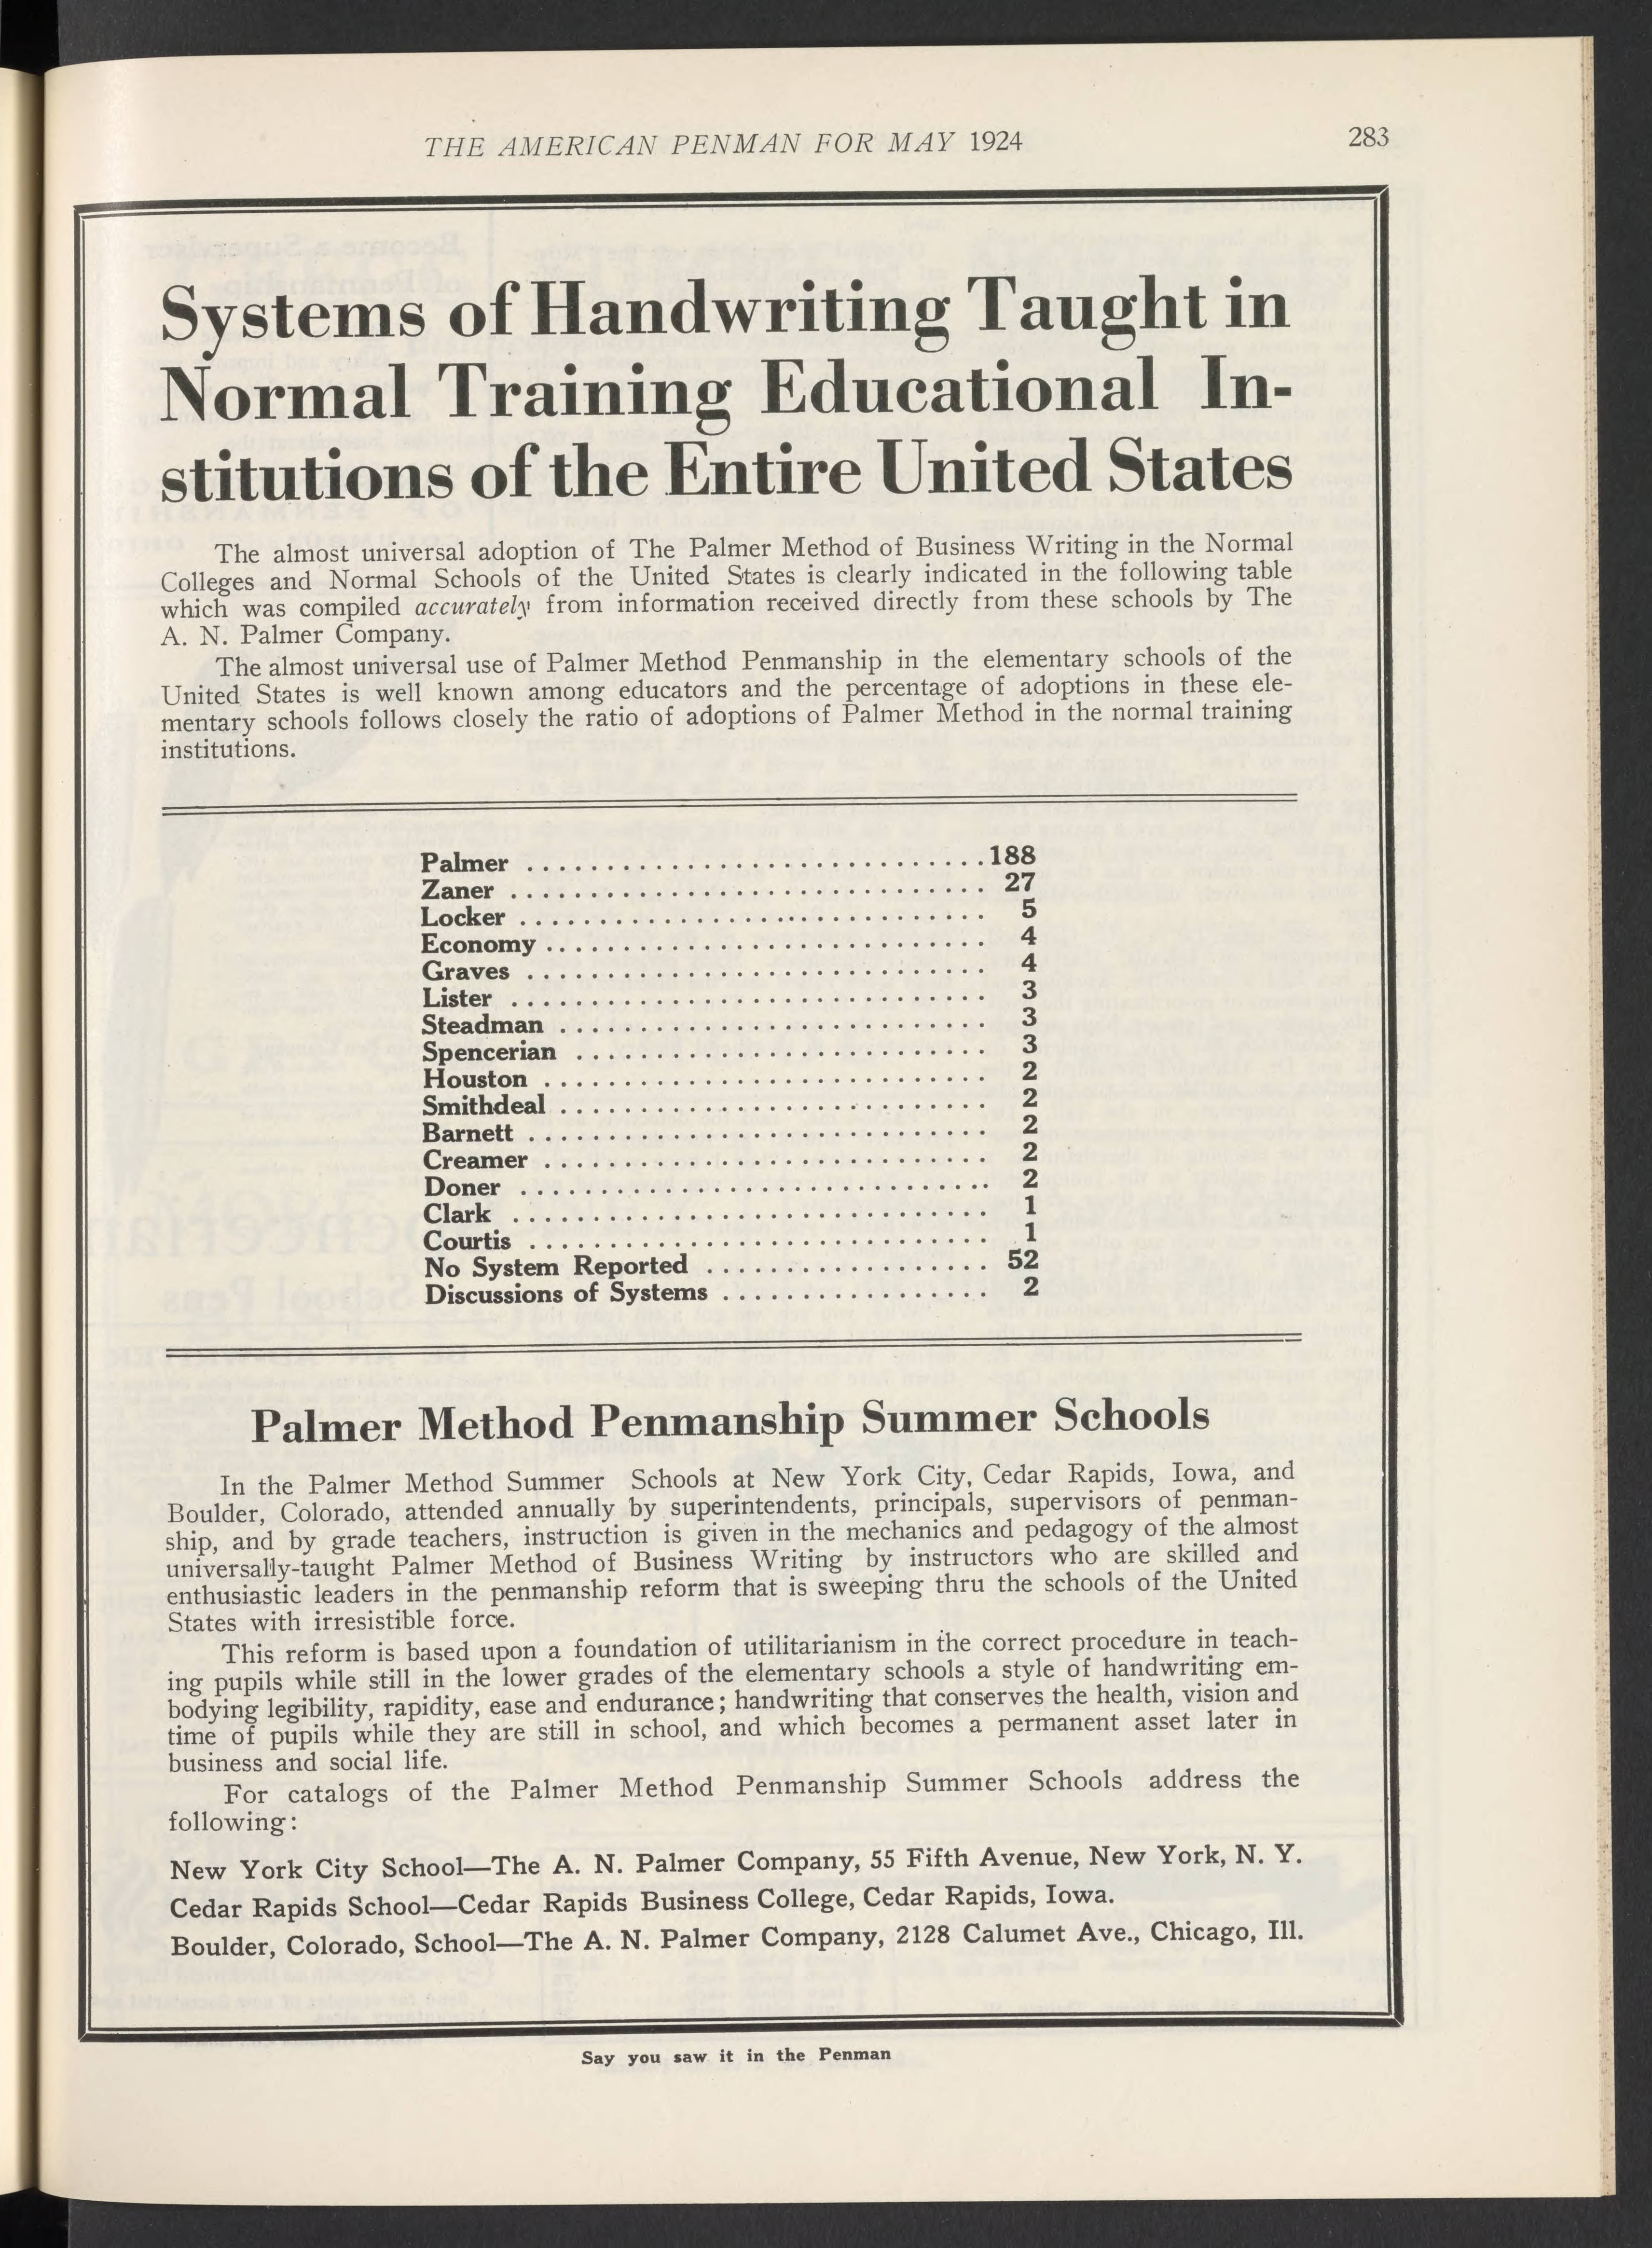 THE AMERICAN PENMAN FOR MAY 1924 283
Systems of Handwriting Taught in
Normal Training Educational In-
stitutions of the Entire United States
The almost universal adoption of The Palmer Method of Business Writing in the Normal
Colleges and Normal Schools of the United States is clearly indicated in the following table
which was compiled accurately from information received directly from these schools by The
A. N. Palmer Company.
The almost universal use of Palmer Method Penmanship in the elementary schools of the
United States is well known among educators and the percentage of adoptions in these ele-
mentary schools follows closely the ratio of adoptions of Palmer Method in the normal training
institutions.
Palmer ..............................188
Zaner ............................... 27
Locker .............................. 5
Economy ............................. 4
Graves .............................. 4
Lister ............................... 3
Steadman ............................ 3
Spencerian ........................... 3
Houston ............................. 2
Smithdeal ............................ 2
Barnett .............................. 2
Creamer ............................. 2
Doner ............................... 2
Clark ............................... 1
Courtis .............................. 1
No System Reported ................... 52
Discussions of Systems .................. 2
Palmer Method Penmanship Summer Schools
In the Palmer Method Summer Schools at New York City, Cedar Rapids, Iowa, and
Boulder, Colorado, attended annually by superintendents, principals, supervisors of penman-
ship, and by grade teachers, instruction is given in the mechanics and pedagogy of the almost
universally-taught Palmer Method of Business Writing by instructors who are skilled and
enthusiastic leaders in the penmanship reform that is sweeping thru the schools of the United
States with irresistible force.
This reform is based upon a foundation of utilitarianism in the correct procedure in teach-
ing pupils while still in the lower grades of the elementary schools a style of handwriting em-
bodying legibility, rapidity, ease and endurance; handwriting that conserves the health, vision and
time of pupils while they are still in school, and which becomes a permanent asset later in
business and social life.
For catalogs of the Palmer Method Penmanship Summer Schools address the
following:
New York City School—The A. N. Palmer Company, 55 Fifth Avenue, New York, N. Y.
Cedar Rapids School—Cedar Rapids Business College, Cedar Rapids, Iowa.
Boulder, Colorado, School—The A. N. Palmer Company, 2128 Calumet Ave., Chicago, Ill.
Say you saw it in the Penman